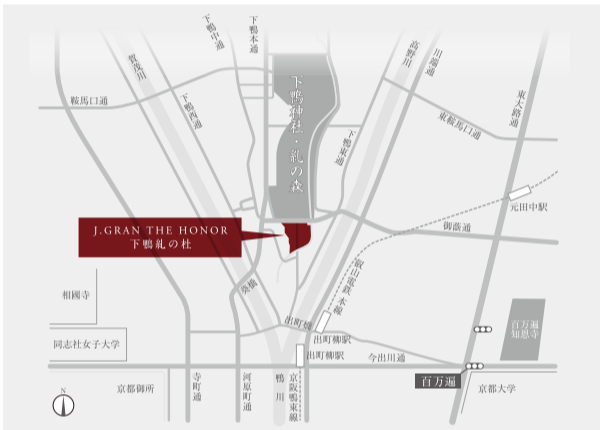 下鴨中通
下鴨本通
賀茂川
下鴨西通
鞍馬口通
下鴨神社・糺の森
下鴨東通
高野川
川端通
東大路通
東鞍馬口通
元田中駅
御蔭通
J.GRAN THE HONOR
下鴨糺の杜
葵橋
叡山電鉄本線
相國寺
同志社女子大学
出町柳駅
出町柳駅
今出川通
百万遍
知恩寺
百万遍
京都御所
寺町通
河原町通
鴨川
京阪鴨東線
京都大学
N